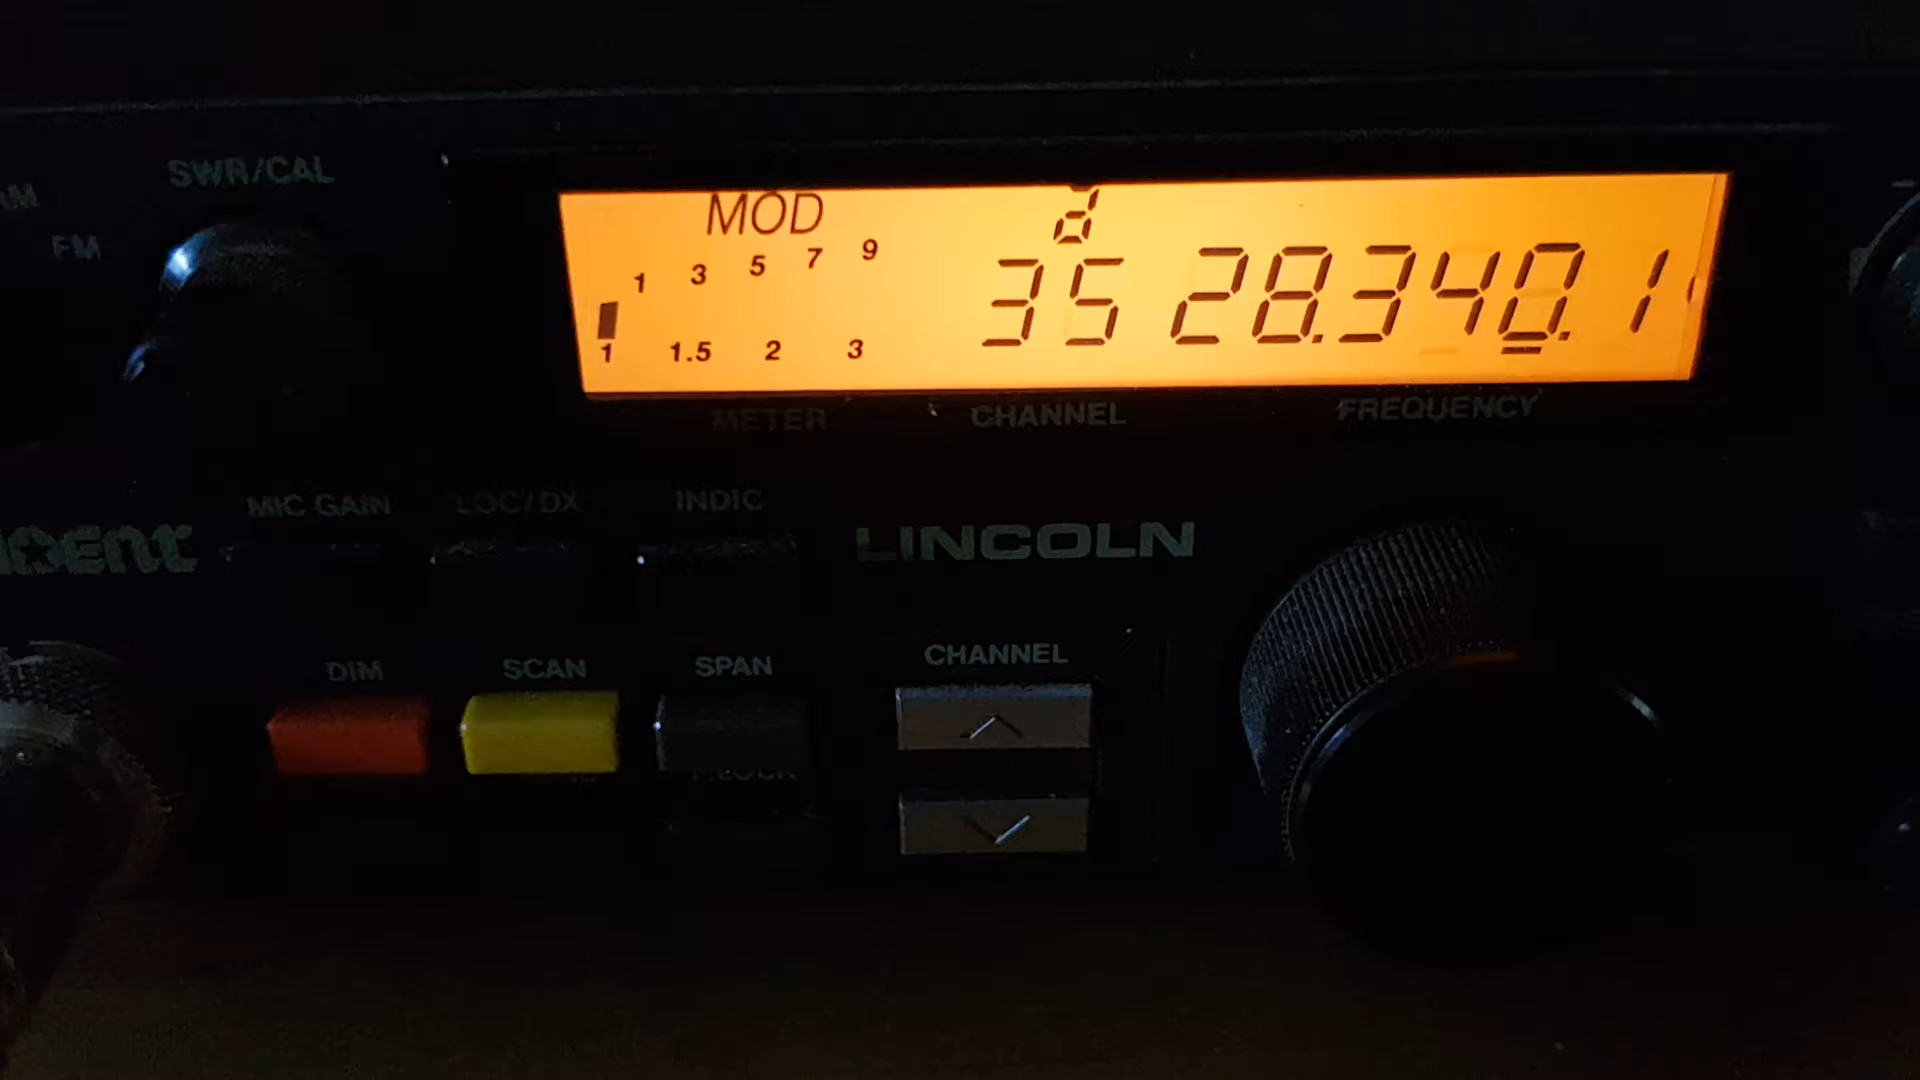 SWR/CAL
AM
FM
MOD
d
1 3 5 7 9
35 28.340.1
1 1.5 2 3
METER CHANNEL FREQUENCY
MIC GAIN LOC/DX INDIC
LINCOLN
DIM SCAN SPAN
CHANNEL